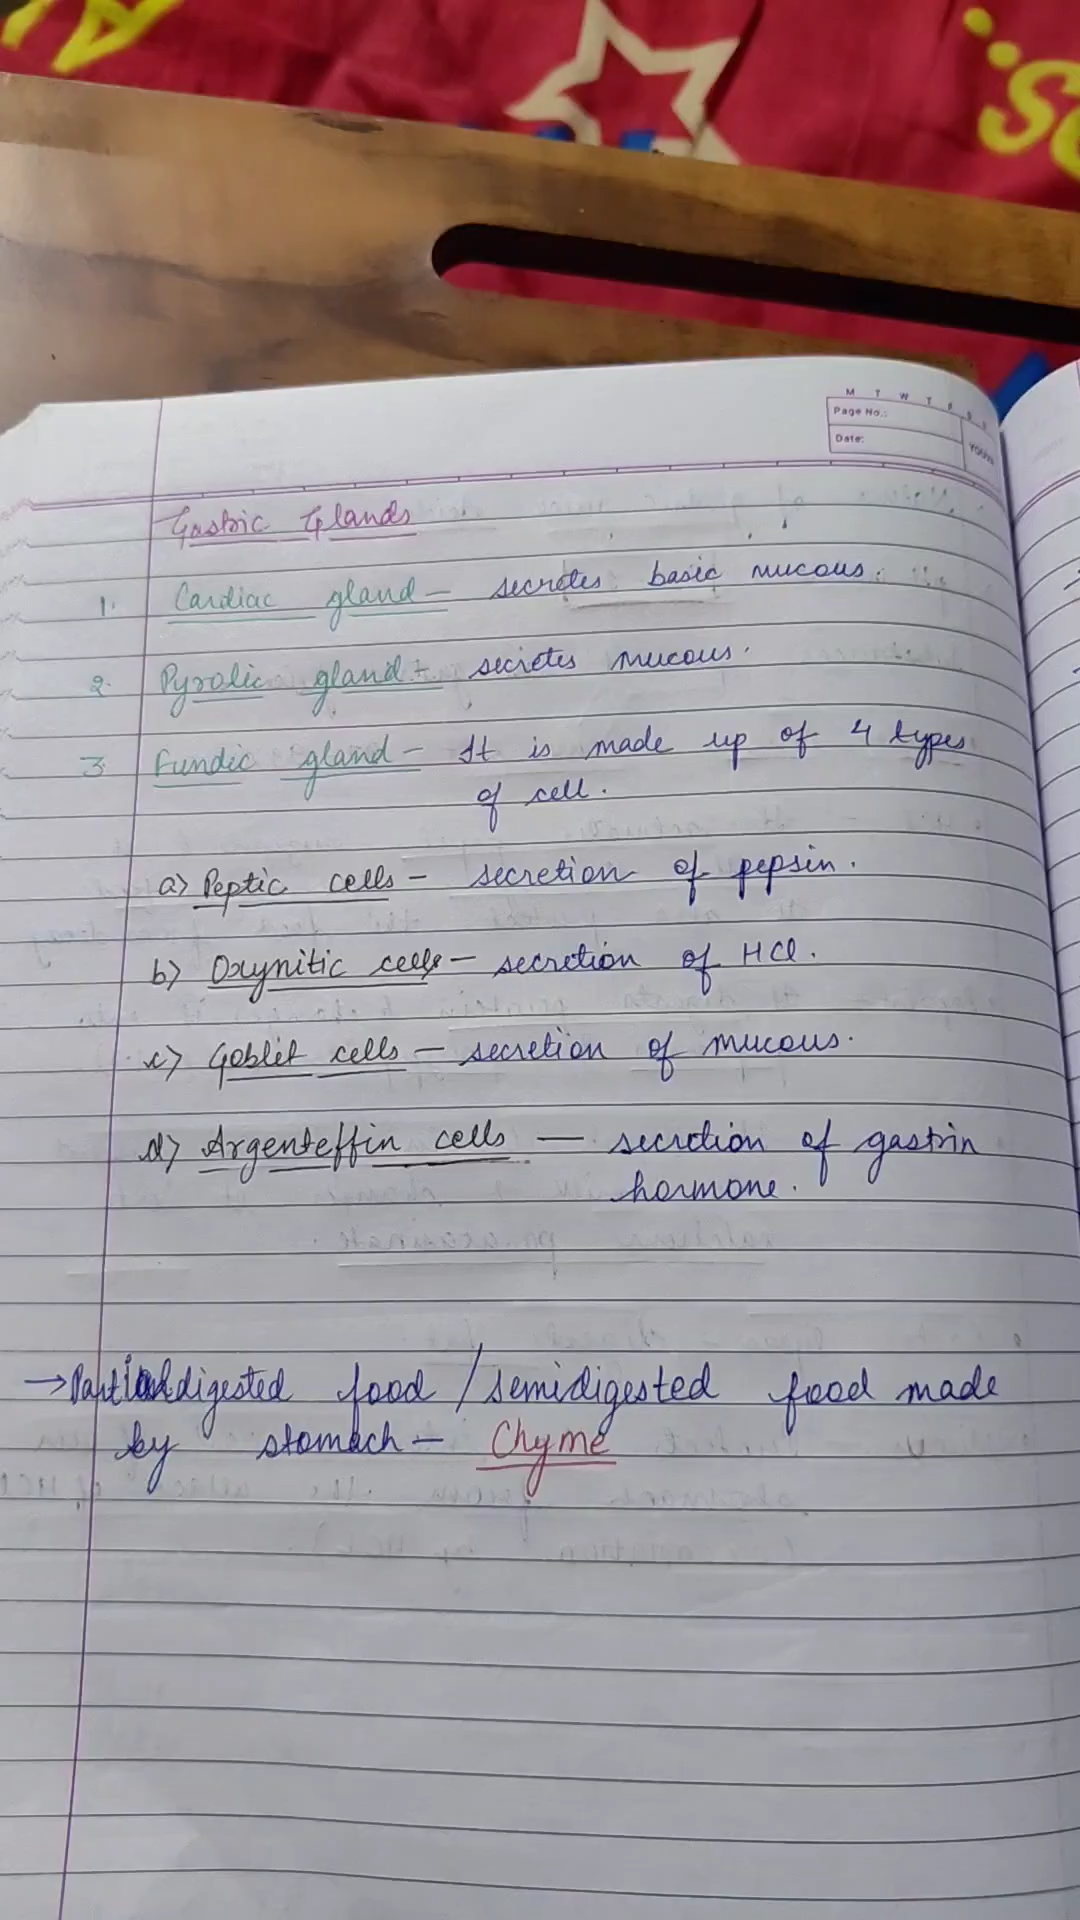 M T W T F S S
Page No.:
Date:
YOUVA
Gastric Glands
1. Cardiac gland – secretes basic mucous.
2. Pyrolic gland – secretes mucous.
3. Fundic gland – It is made up of 4 types
of cell.
a) Peptic cells – secretion of pepsin.
b) Oxynitic cells – secretion of HCl.
c) Goblet cells – secretion of mucous.
d) Argenteffin cells — secretion of gastrin
hormone.
→ digested food / semidigested food made
by stomach – Chyme